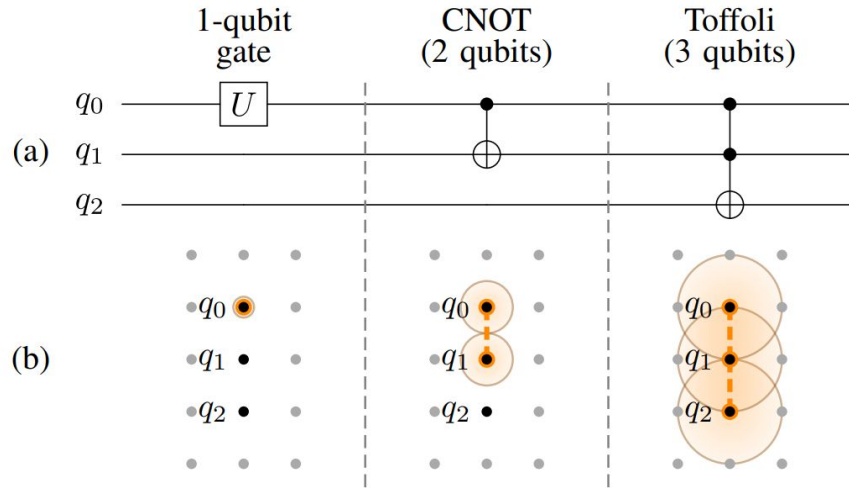 1-qubit
gate
CNOT
(2 qubits)
Toffoli
(3 qubits)
(a)
q₀
U
q₁
q₂
(b)
q₀
q₁
q₂
q₀
q₁
q₂
q₀
q₁
q₂